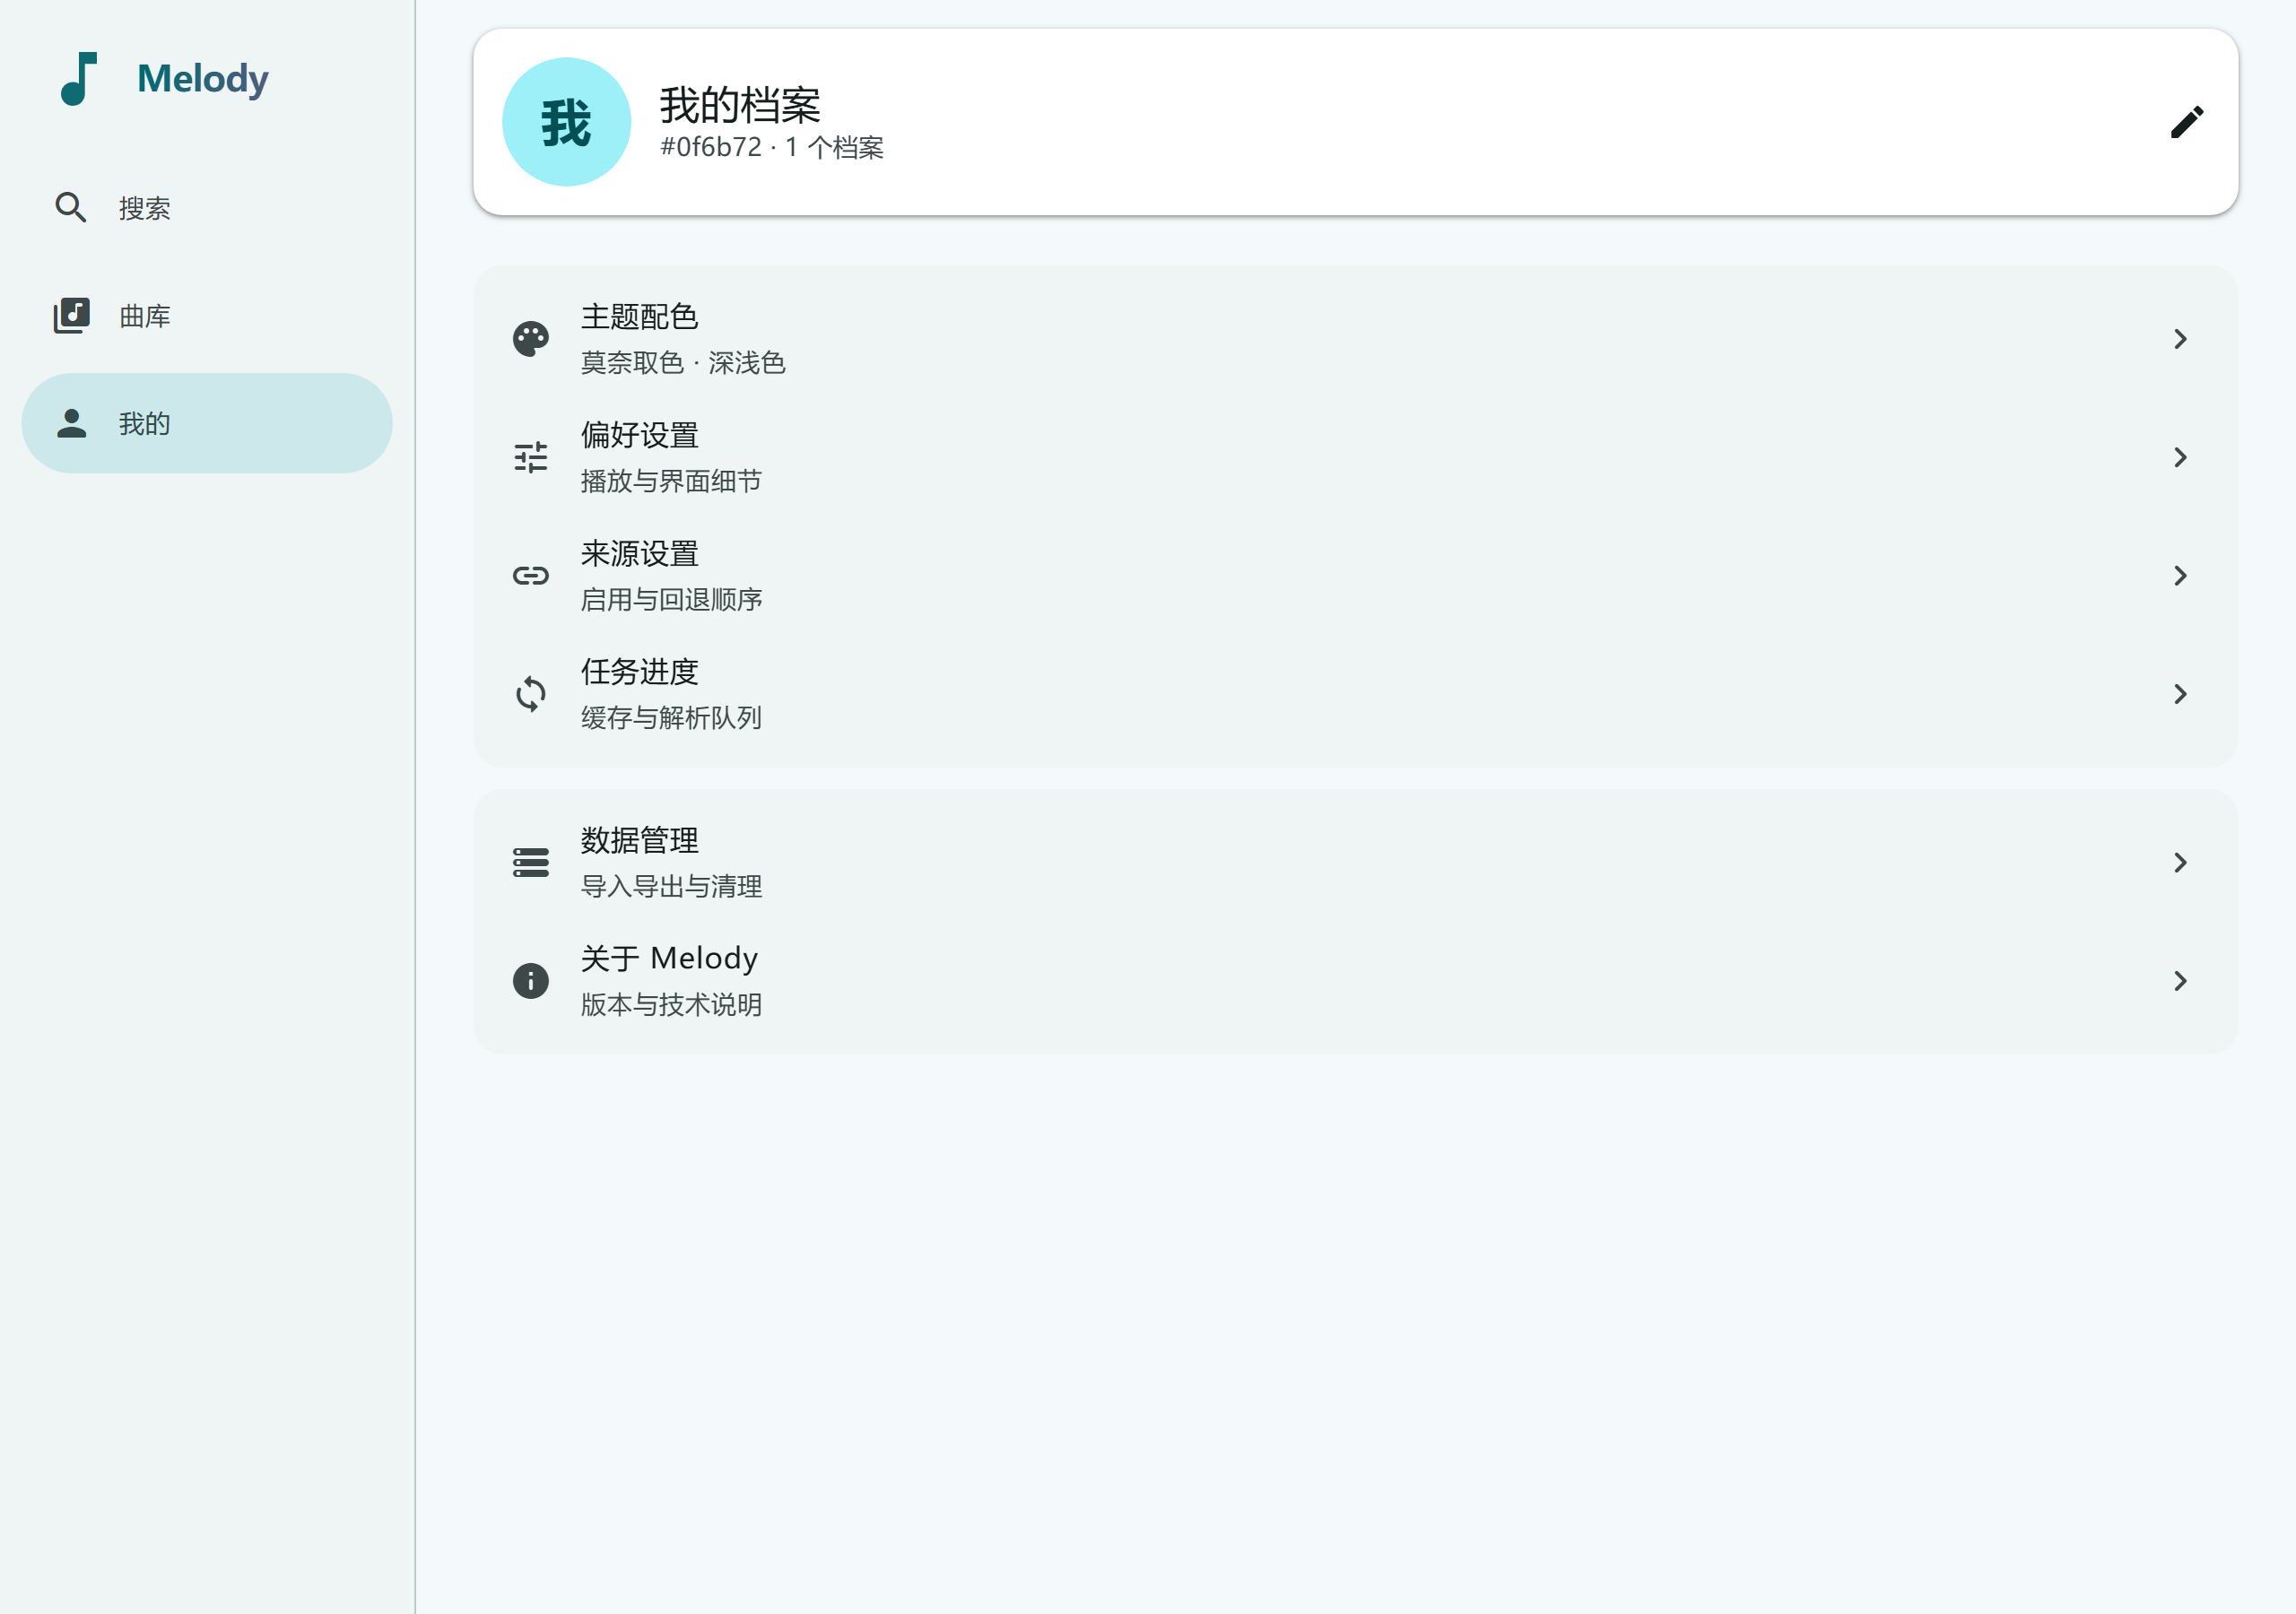 Melody
搜索
曲库
我的
我
我的档案
#0f6b72 · 1 个档案
主题配色
莫奈取色 · 深浅色
偏好设置
播放与界面细节
来源设置
启用与回退顺序
任务进度
缓存与解析队列
数据管理
导入导出与清理
关于 Melody
版本与技术说明